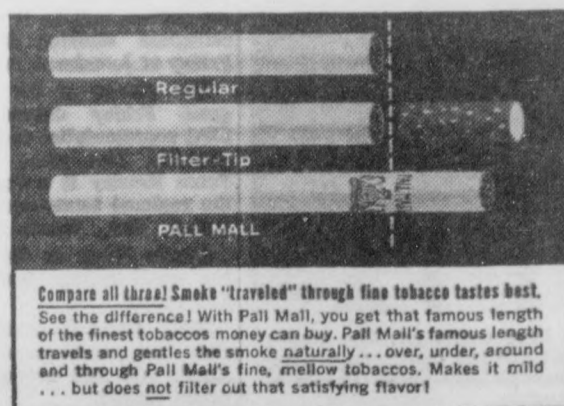 Regular
Filter-Tip
PALL MALL
PALL MALL
Compare all three! Smoke "traveled" through fine tobacco tastes best.
See the difference! With Pall Mall, you get that famous length
of the finest tobaccos money can buy. Pall Mall's famous length
travels and gentles the smoke naturally... over, under, around
and through Pall Mall's fine, mellow tobaccos. Makes it mild
... but does not filter out that satisfying flavor!